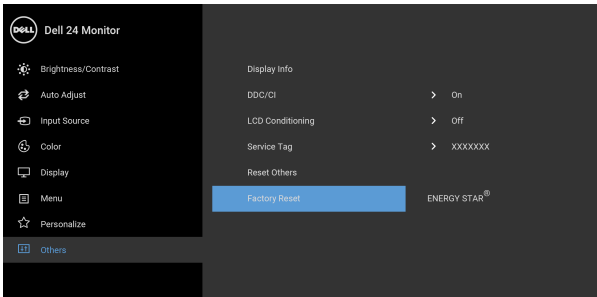 DELL Dell 24 Monitor
Brightness/Contrast
Auto Adjust
Input Source
Color
Display
Menu
Personalize
Others
Display Info
DDC/CI > On
LCD Conditioning > Off
Service Tag > XXXXXXX
Reset Others
Factory Reset ENERGY STAR®